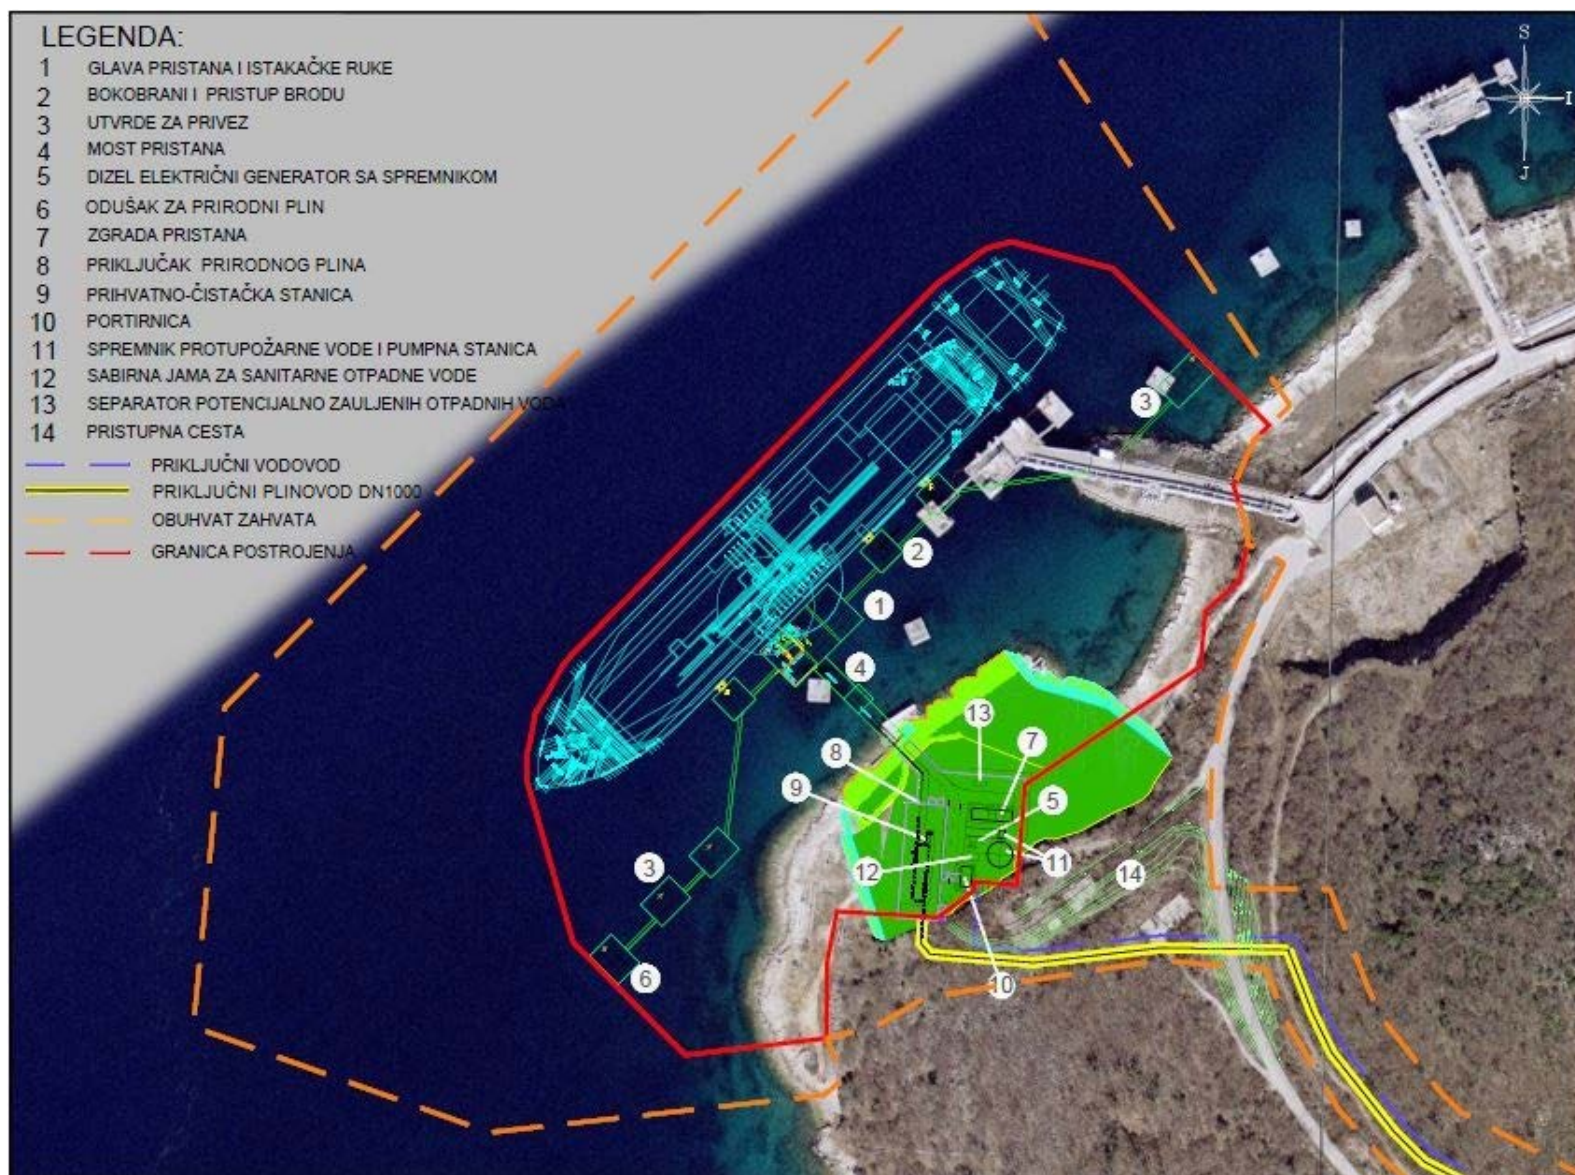 LEGENDA:
1 GLAVA PRISTANA I ISTAKAČKE RUKE
2 BOKOBRANI I PRISTUP BRODU
3 UTVRDE ZA PRIVEZ
4 MOST PRISTANA
5 DIZEL ELEKTRIČNI GENERATOR SA SPREMNIKOM
6 ODUŠAK ZA PRIRODNI PLIN
7 ZGRADA PRISTANA
8 PRIKLJUČAK PRIRODNOG PLINA
9 PRIHVATNO-ČISTAČKA STANICA
10 PORTIRNICA
11 SPREMNIK PROTUPOŽARNE VODE I PUMPNA STANICA
12 SABIRNA JAMA ZA SANITARNE OTPADNE VODE
13 SEPARATOR POTENCIJALNO ZAULJENIH OTPADNIH VODA
14 PRISTUPNA CESTA
PRIKLJUČNI VODOVOD
PRIKLJUČNI PLINOVOD DN1000
OBUHVAT ZAHVATA
GRANICA POSTROJENJA
S
I
J
3
2
1
4
13
7
8
9
5
11
12
14
3
6
10